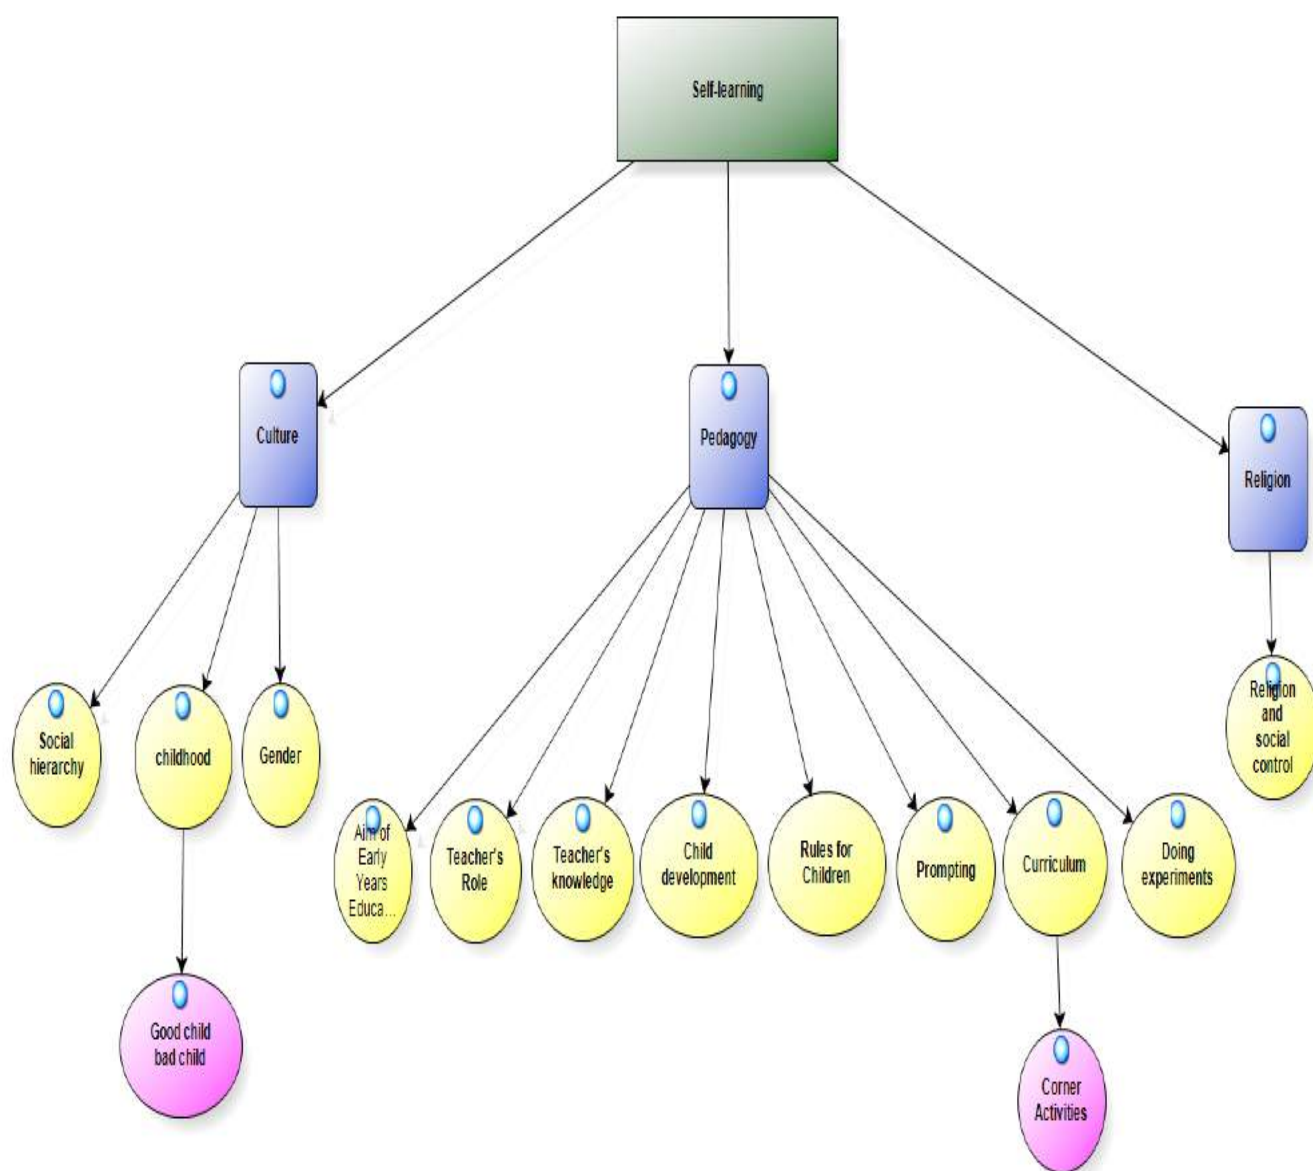 Self-learning
Culture
Pedagogy
Religion
Social
hierarchy
childhood
Gender
Religion
and
social
control
Aim of
Early
Years
Educa...
Teacher's
Role
Teacher's
knowledge
Child
development
Rules for
Children
Prompting
Curriculum
Doing
experiments
Good child
bad child
Corner
Activities